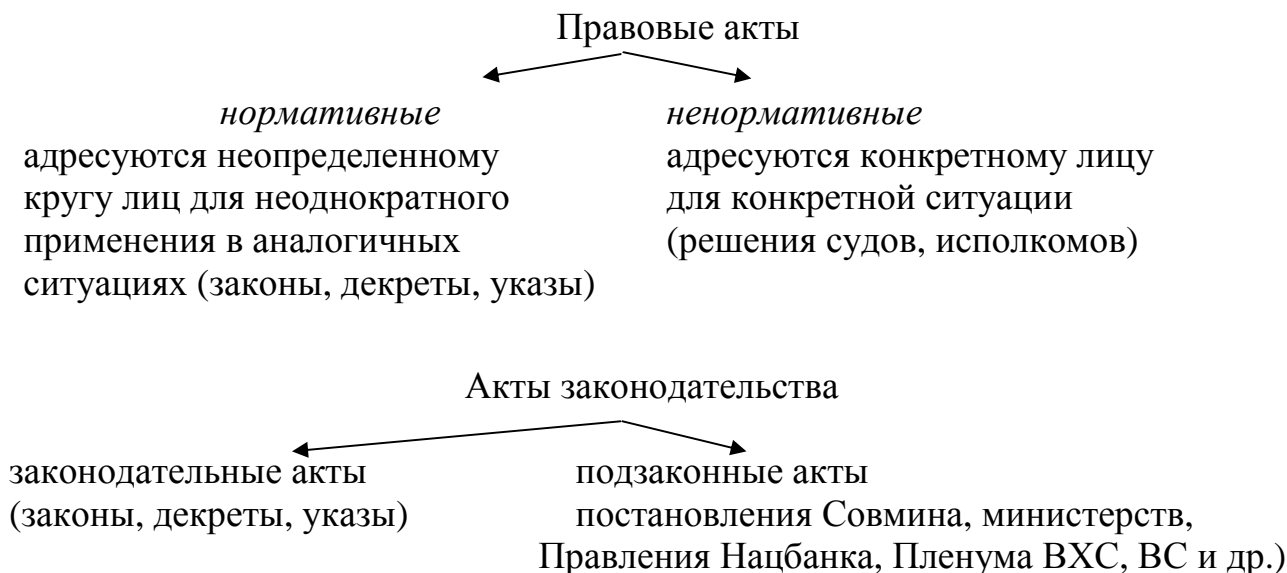 Правовые акты
нормативные
адресуются неопределенному
кругу лиц для неоднократного
применения в аналогичных
ситуациях (законы, декреты, указы)
ненормативные
адресуются конкретному лицу
для конкретной ситуации
(решения судов, исполкомов)
Акты законодательства
законодательные акты
(законы, декреты, указы)
подзаконные акты
постановления Совмина, министерств,
Правления Нацбанка, Пленума ВХС, ВС и др.)